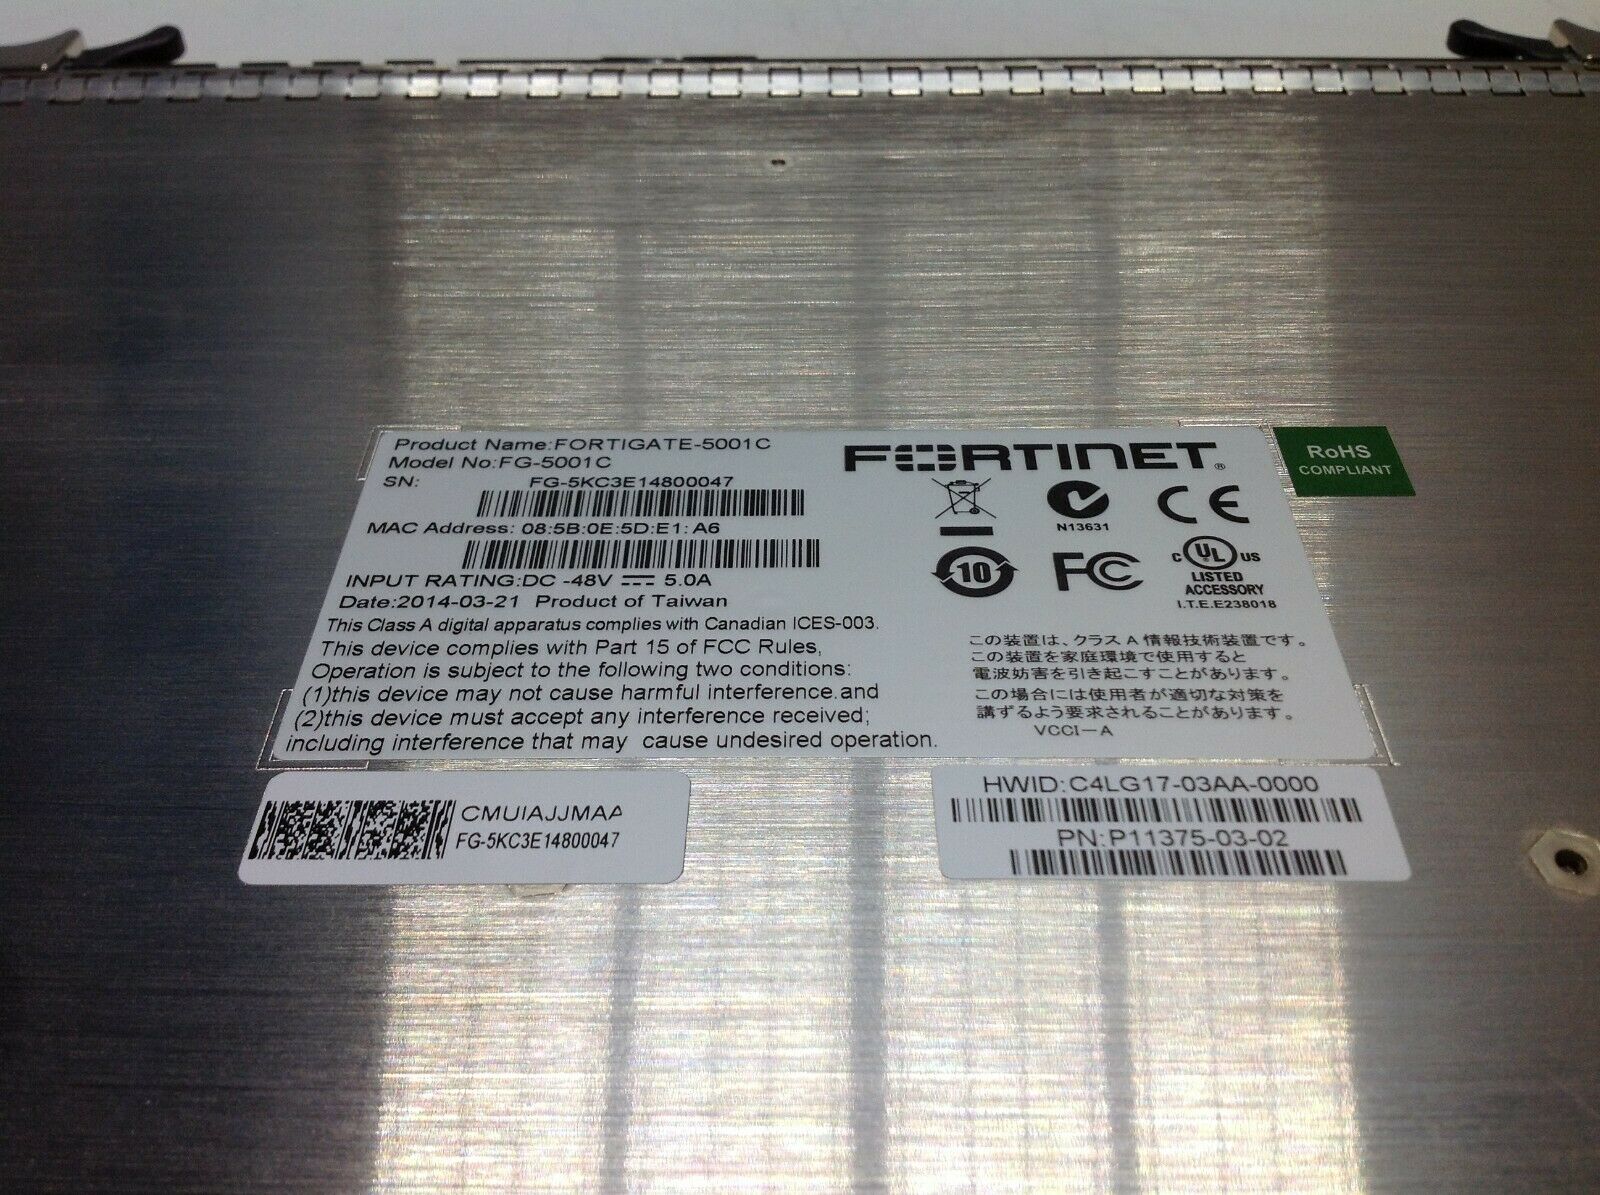 Product Name:FORTIGATE-5001C
Model No:FG-5001C
SN: FG-5KC3E14800047
MAC Address: 08:5B:0E:5D:E1:A6
INPUT RATING:DC -48V 5.0A
Date:2014-03-21 Product of Taiwan
This Class A digital apparatus complies with Canadian ICES-003.
This device complies with Part 15 of FCC Rules,
Operation is subject to the following two conditions:
(1)this device may not cause harmful interference.and
(2)this device must accept any interference received;
including interference that may cause undesired operation.
FORTINET®
N13631
CE
10
FC
C UL US
LISTED
ACCESSORY
I.T.E.E238018
この装置は、クラス A 情報技術装置です。
この装置を家庭環境で使用すると
電波妨害を引き起こすことがあります。
この場合には使用者が適切な対策を
講ずるよう要求されることがあります。
VCCI-A
RoHS
COMPLIANT
CMUIAJJMAA
FG-5KC3E14800047
HWID:C4LG17-03AA-0000
PN:P11375-03-02